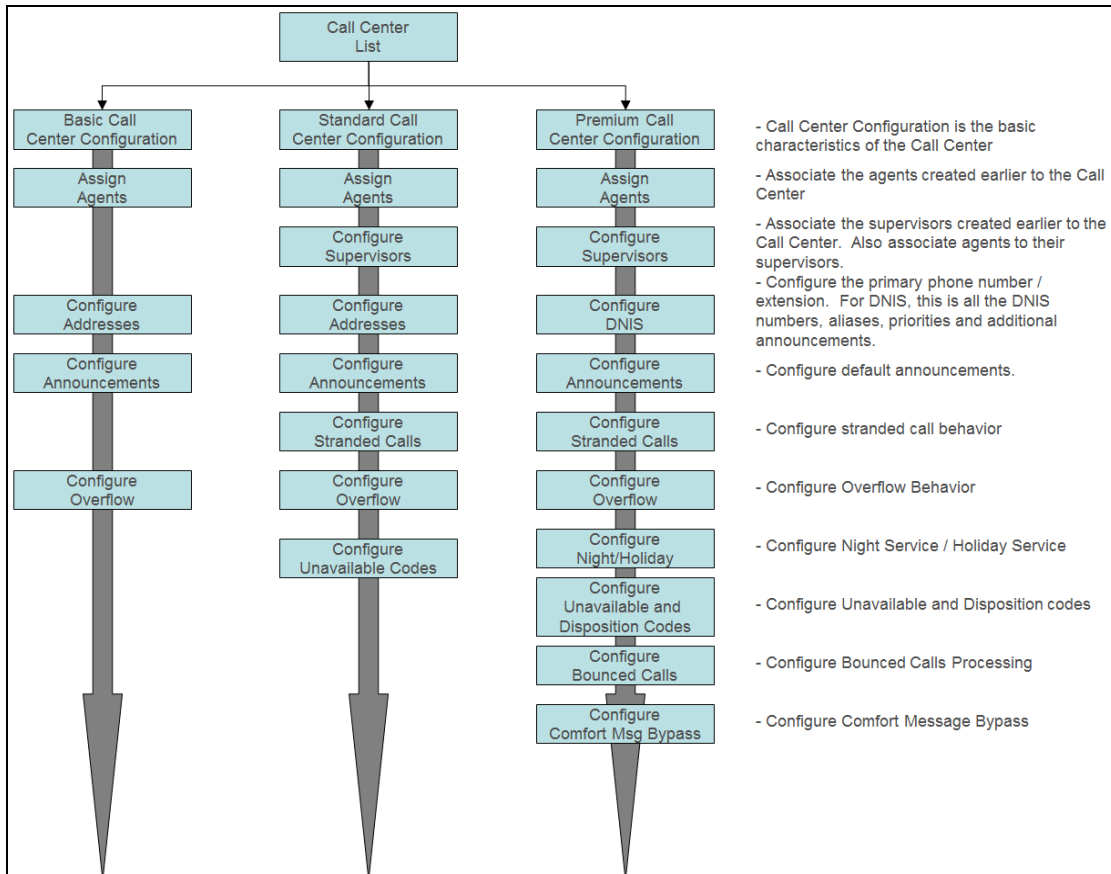 Call Center
List
Basic Call
Center Configuration
Standard Call
Center Configuration
Premium Call
Center Configuration
- Call Center Configuration is the basic
characteristics of the Call Center
Assign
Agents
Assign
Agents
Assign
Agents
- Associate the agents created earlier to the Call
Center
Configure
Supervisors
Configure
Supervisors
- Associate the supervisors created earlier to the
Call Center.  Also associate agents to their
supervisors.
Configure
Addresses
Configure
Addresses
Configure
DNIS
- Configure the primary phone number /
extension.  For DNIS, this is all the DNIS
numbers, aliases, priorities and additional
announcements.
Configure
Announcements
Configure
Announcements
Configure
Announcements
- Configure default announcements.
Configure
Stranded Calls
Configure
Stranded Calls
- Configure stranded call behavior
Configure
Overflow
Configure
Overflow
Configure
Overflow
- Configure Overflow Behavior
Configure
Unavailable Codes
Configure
Night/Holiday
- Configure Night Service / Holiday Service
Configure
Unavailable and
Disposition Codes
- Configure Unavailable and Disposition codes
Configure
Bounced Calls
- Configure Bounced Calls Processing
Configure
Comfort Msg Bypass
- Configure Comfort Message Bypass